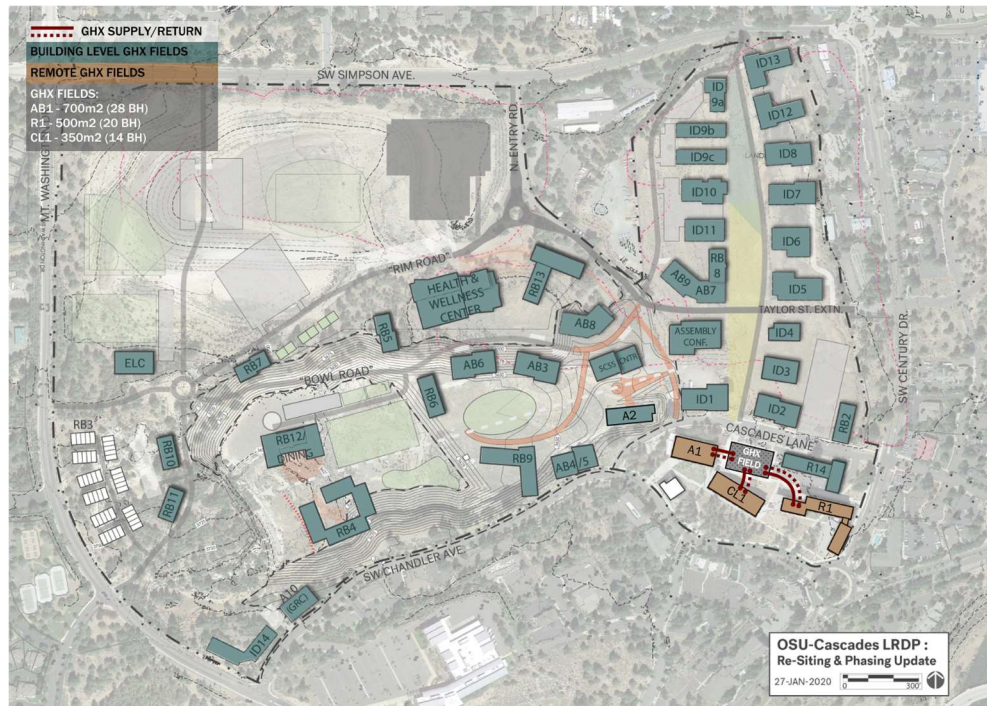 GHX SUPPLY/RETURN
BUILDING LEVEL GHX FIELDS
REMOTE GHX FIELDS
GHX FIELDS:
AB1 - 700m2 (28 BH)
R1 - 500m2 (20 BH)
CL1 - 350m2 (14 BH)
SW SIMPSON AVE.
MT. WASHING
N. ENTRY RD.
ID13
ID
9a
ID12
ID9b
ID9c
LAND
ID8
ID10
ID7
ID11
ID6
"RIM ROAD"
RB13
HEALTH &
WELLNESS
CENTER
AB9
RB
8
AB7
ID5
TAYLOR ST. EXTN.
SW CENTURY DR.
RB5
AB8
ASSEMBLY
CONF.
ID4
ELC
RB7
AB6
AB3
SCSS CNTR
ID3
"BOWL ROAD"
RB6
A2
ID1
ID2
RB2
RB3
RB10
RB12/
DINING
CASCADES LANE
A1
GHX
FIELD
R14
RB9
AB4 /5
CL1
R1
RB11
RB4
SW CHANDLER AVE.
A10
(GRC)
ID14
OSU-Cascades LRDP :
Re-Siting & Phasing Update
27-JAN-2020
0 300'